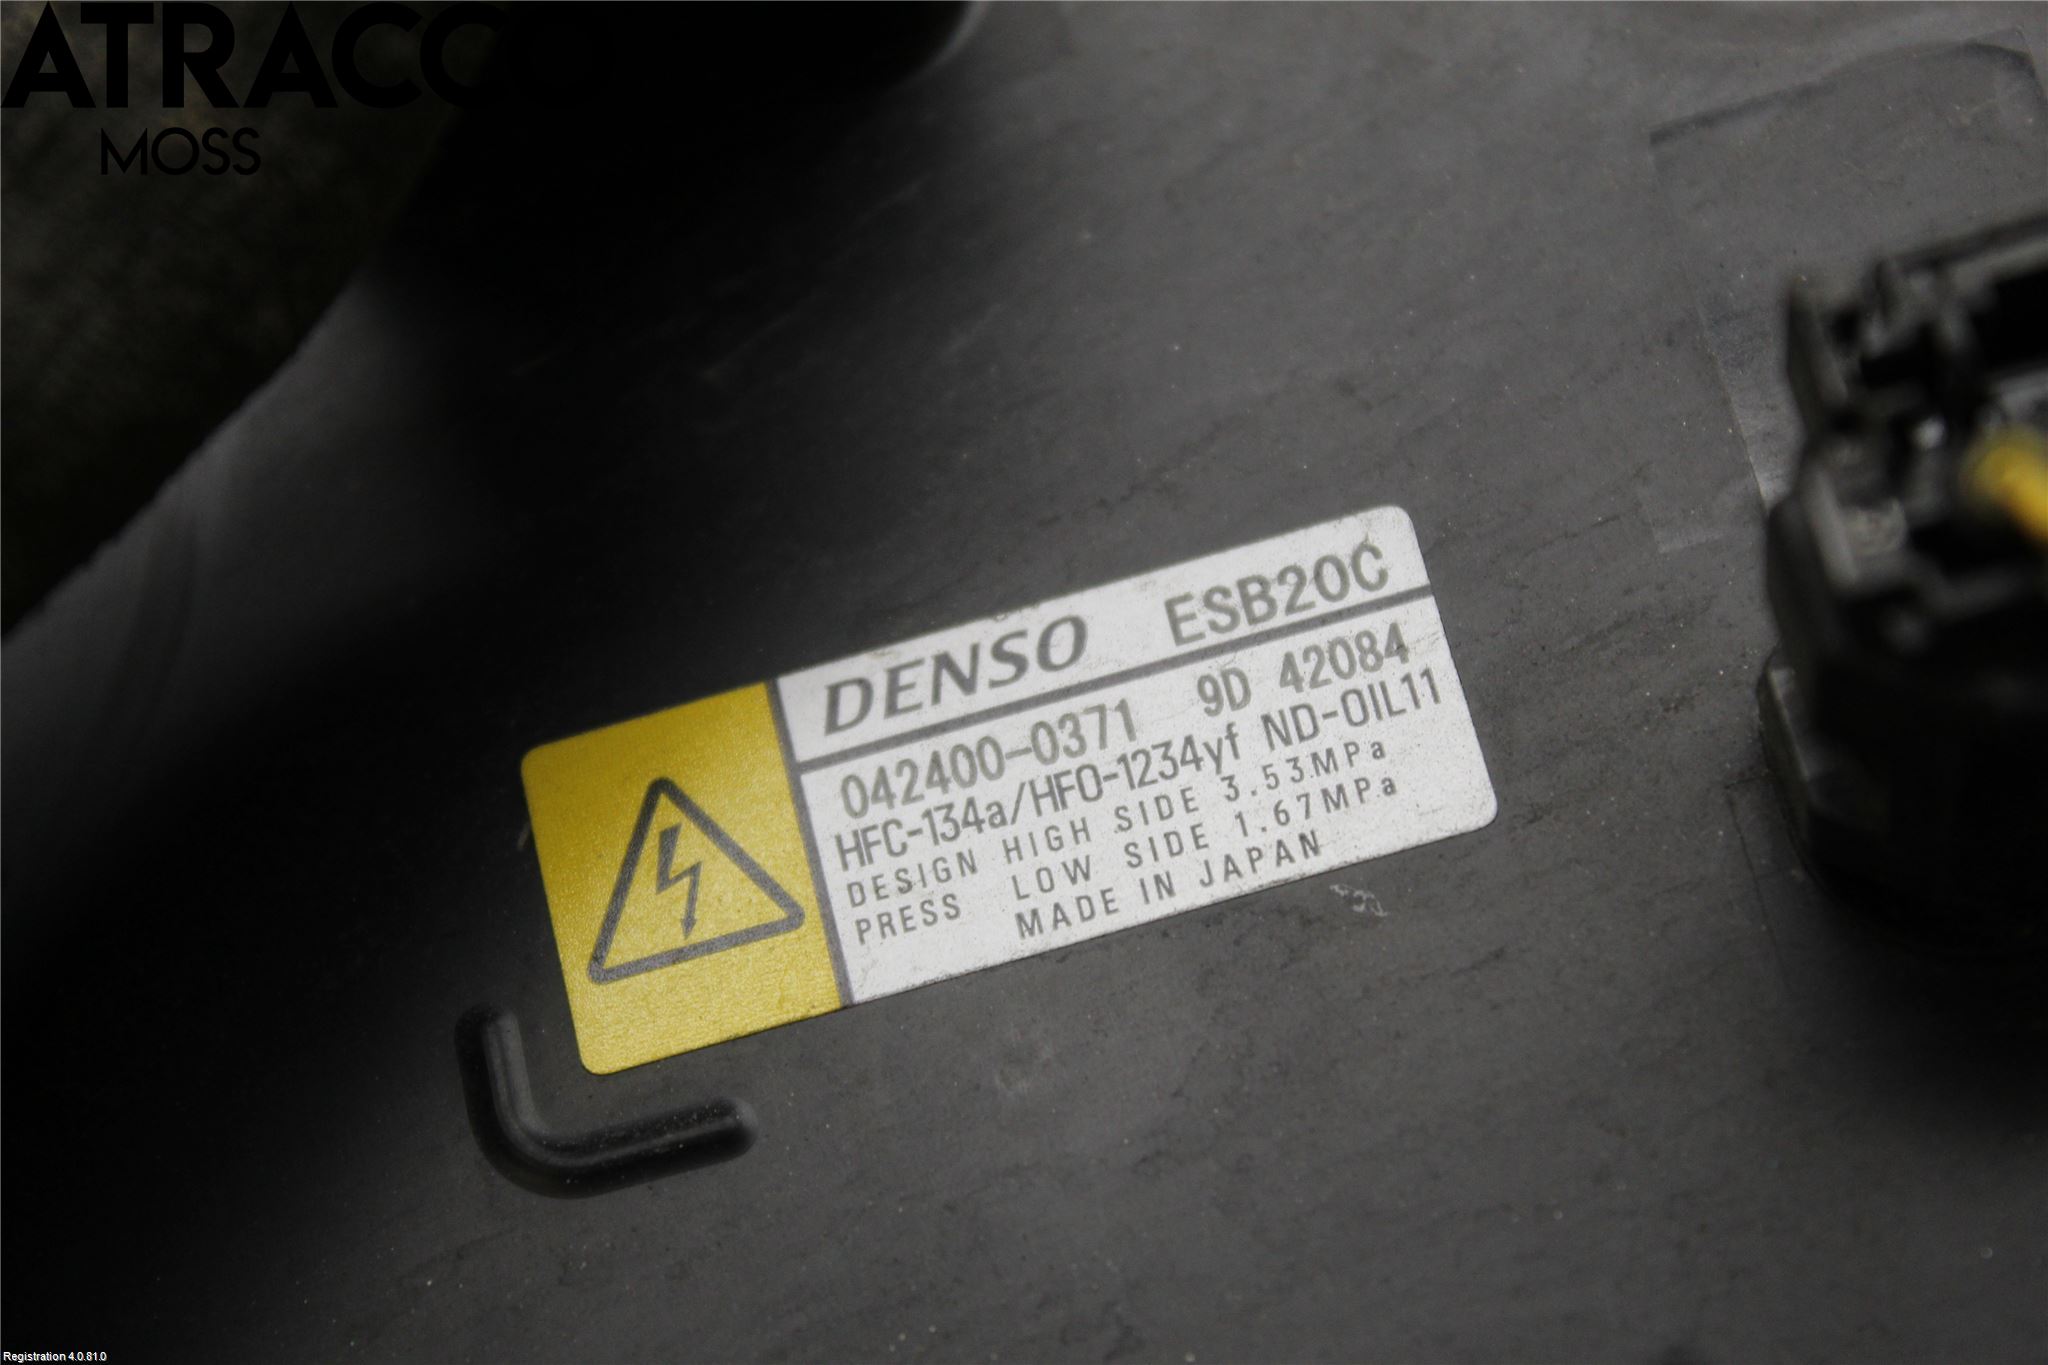 ATRACCO
MOSS
DENSO ESB20C
042400-0371 9D 42084
HFC-134a/HFO-1234yf ND-OIL11
DESIGN HIGH SIDE 3.53MPa
PRESS LOW SIDE 1.67MPa
MADE IN JAPAN
Registration 4.0.81.0